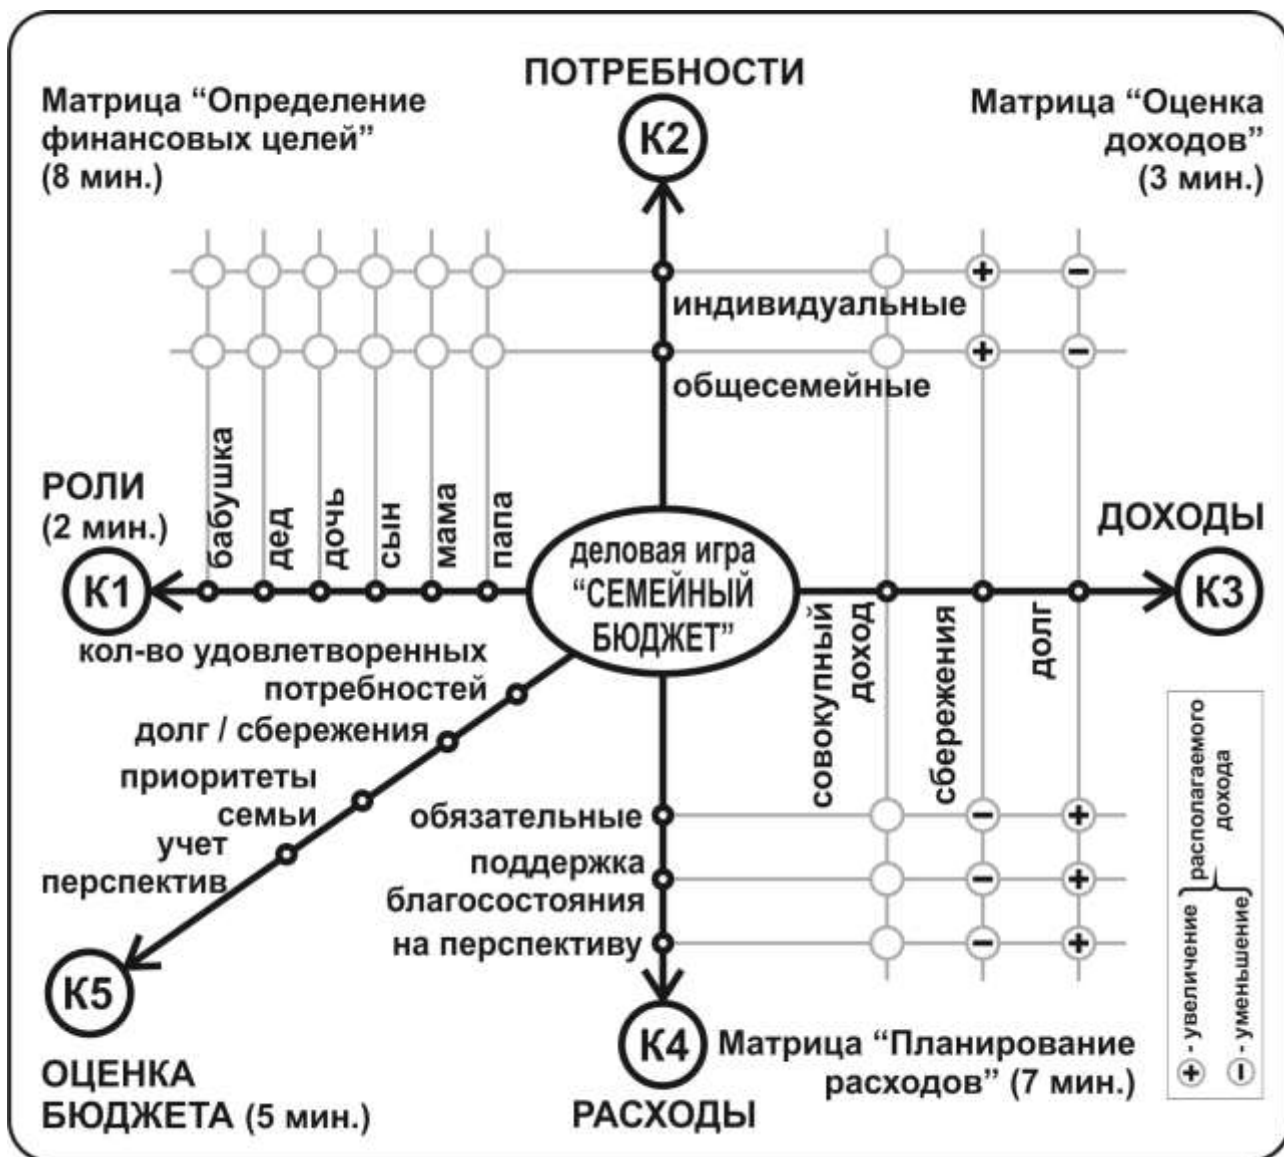 ПОТРЕБНОСТИ
К2
Матрица “Определение
финансовых целей”
(8 мин.)
Матрица “Оценка
доходов”
(3 мин.)
+
-
индивидуальные
+
-
общесемейные
РОЛИ
(2 мин.)
К1
бабушка
дед
дочь
сын
мама
папа
деловая игра
“СЕМЕЙНЫЙ
БЮДЖЕТ”
ДОХОДЫ
К3
совокупный
доход
сбережения
долг
кол-во удовлетворенных
потребностей
долг / сбережения
приоритеты
семьи
учет
перспектив
К5
ОЦЕНКА
БЮДЖЕТА (5 мин.)
обязательные
-
+
поддержка
благосостояния
-
+
на перспективу
-
+
К4
РАСХОДЫ
Матрица “Планирование
расходов” (7 мин.)
+ - увеличение
- - уменьшение
располагаемого
дохода